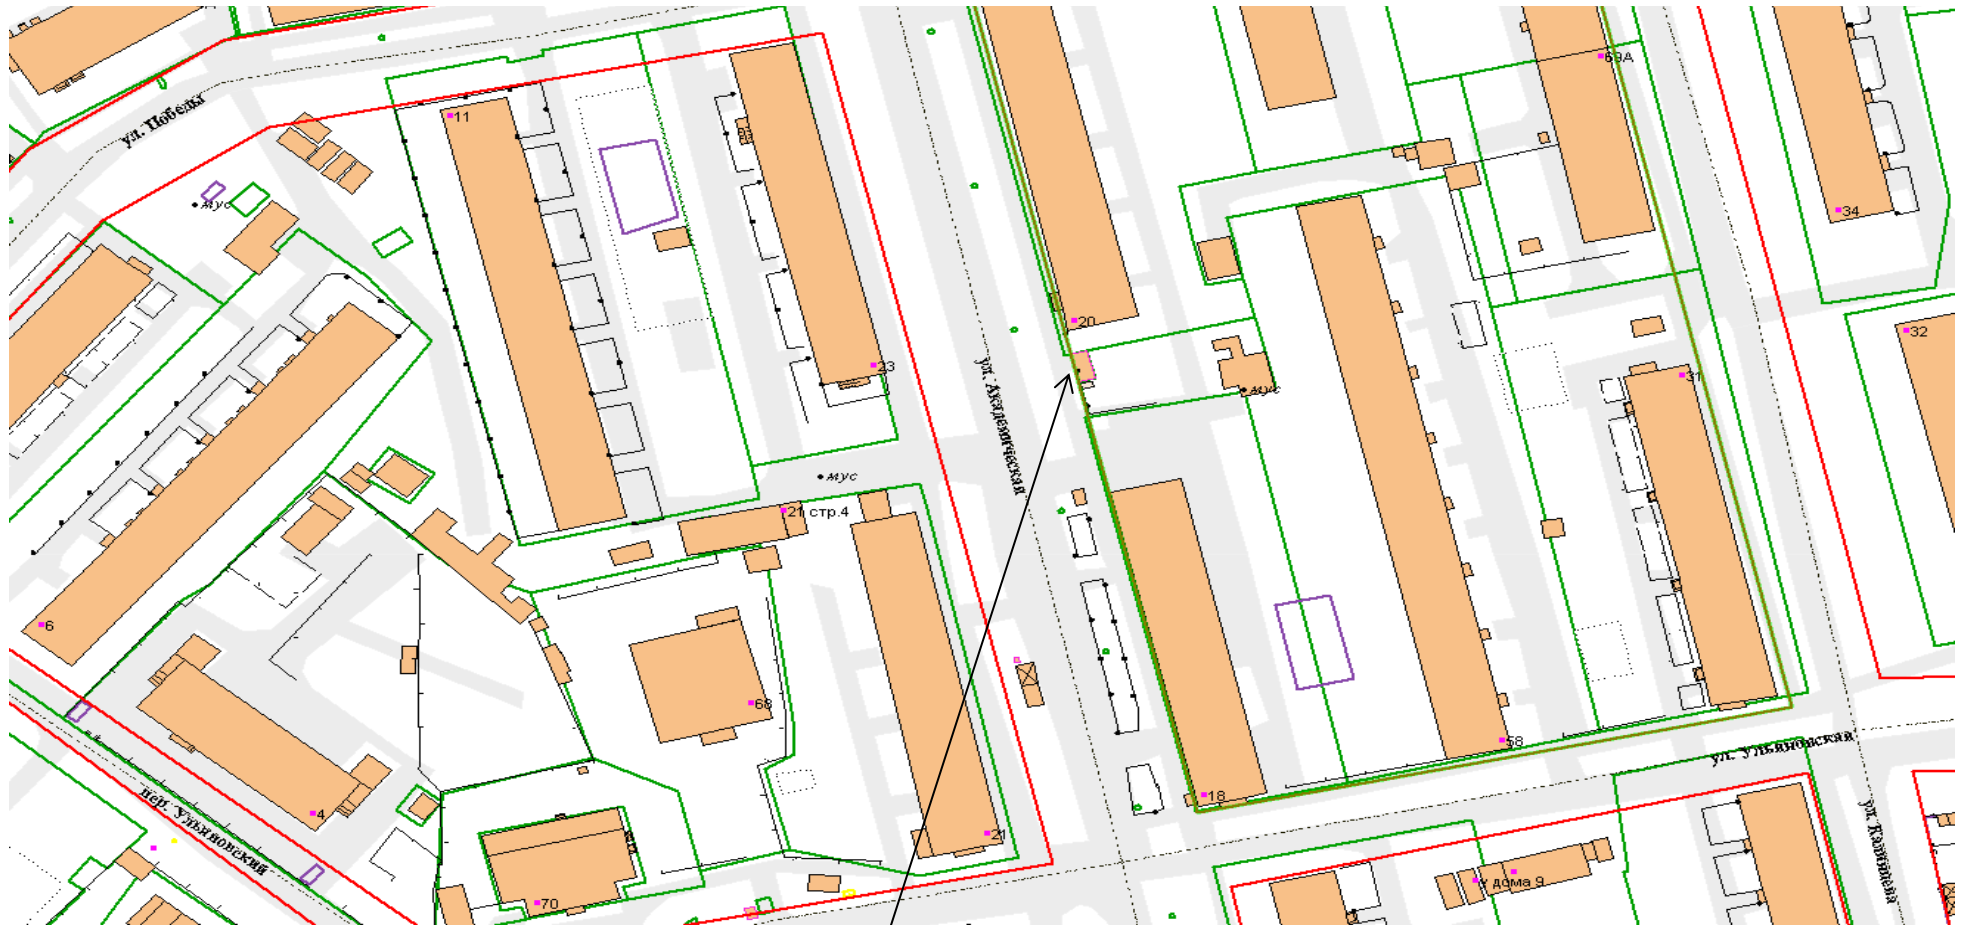 69А
ул. Победы
11
мус
34
20
32
ул. Академическая
23
31
мус
мус
21 стр.4
6
68
58
ул. Ульяновская
18
4
пер. Ульяновский
21
ул. Калинина
у дома 9
70